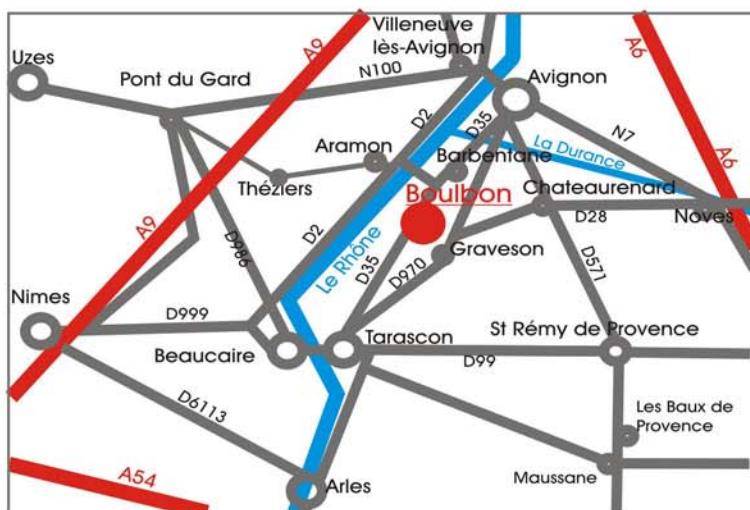 Villeneuve
lès-Avignon
A9
A6
Uzes
Pont du Gard
N100
Avignon
D2
D35
N7
Aramon
Barbentane
La Durance
A6
Théziers
Boulbon
Chateaurenard
D28
Noves
A9
D986
D2
Le Rhône
D35
D970
Graveson
D571
Nimes
D999
Beaucaire
Tarascon
St Rémy de Provence
D99
D6113
Les Baux de
Provence
A54
Arles
Maussane